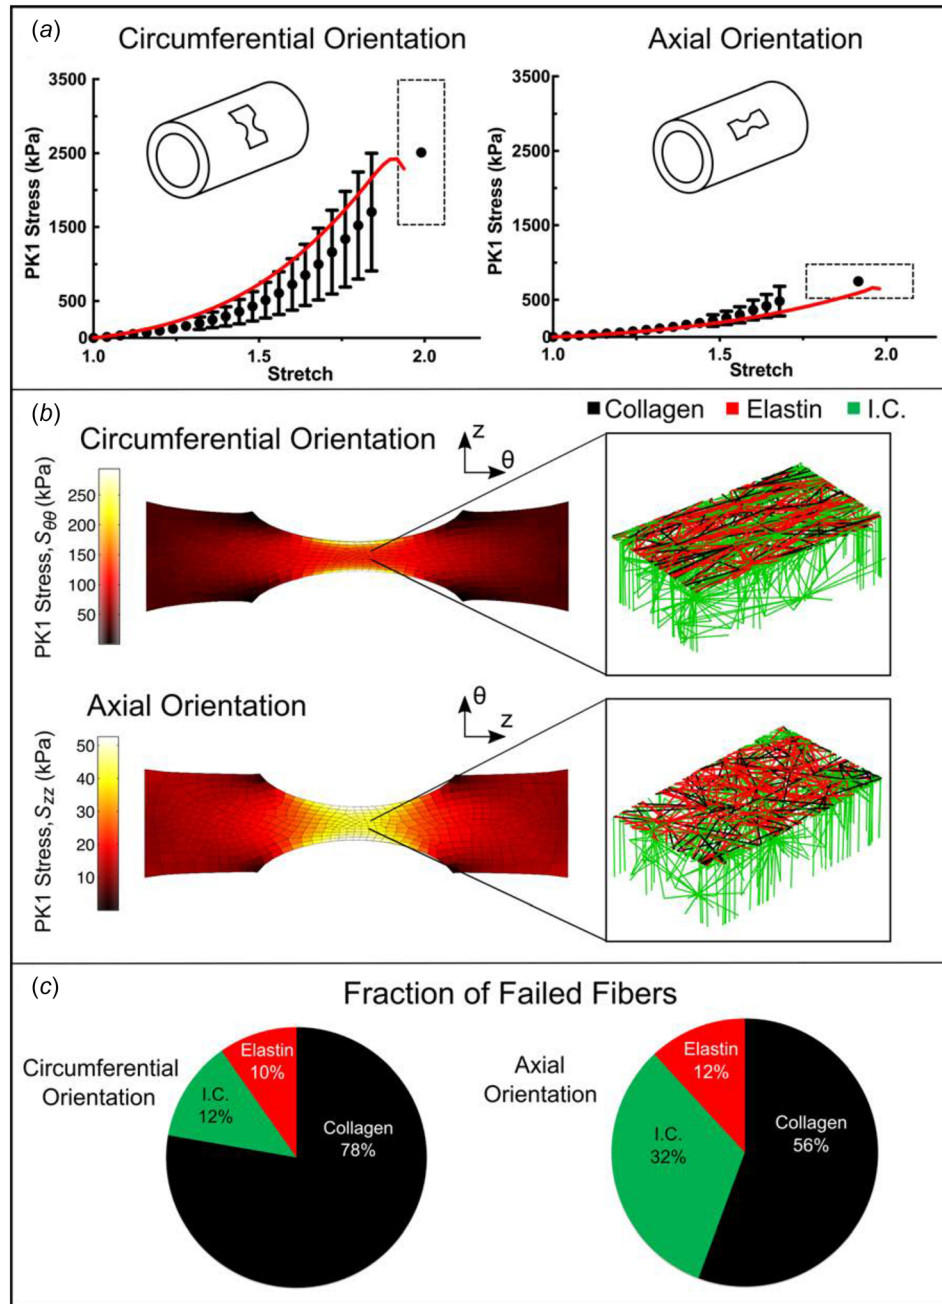 (a)
Circumferential Orientation
Axial Orientation
PK1 Stress (kPa)
3500
2500
1500
500
0
1.0
1.5
2.0
Stretch
PK1 Stress (kPa)
3500
2500
1500
500
0
1.0
1.5
2.0
Stretch
(b)
Collagen Elastin I.C.
Circumferential Orientation
z
θ
PK1 Stress, Sθθ (kPa)
250
200
150
100
50
Axial Orientation
θ
z
PK1 Stress, Szz (kPa)
50
40
30
20
10
(c)
Fraction of Failed Fibers
Circumferential
Orientation
Elastin
10%
I.C.
12%
Collagen
78%
Axial
Orientation
Elastin
12%
I.C.
32%
Collagen
56%